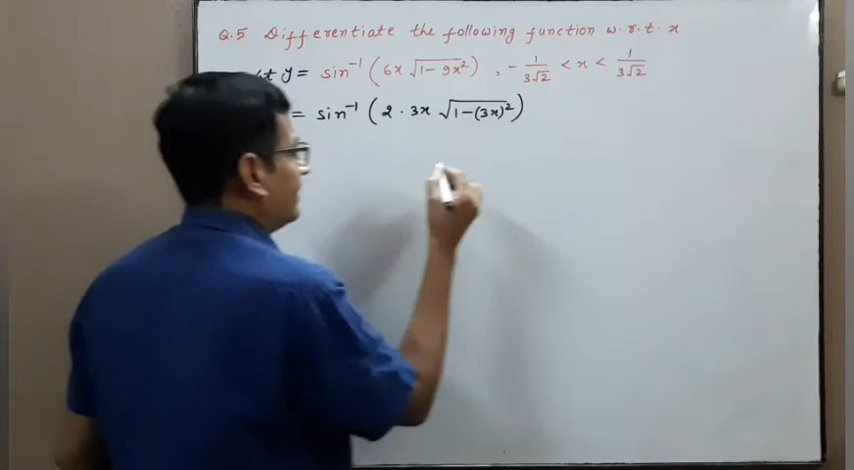 Q.5 Differentiate the following function w.r.t. x
y = sin⁻¹ (6x √(1-9x²)) , -1/(3√2) < x < 1/(3√2)
= sin⁻¹ (2 · 3x √(1-(3x)²))